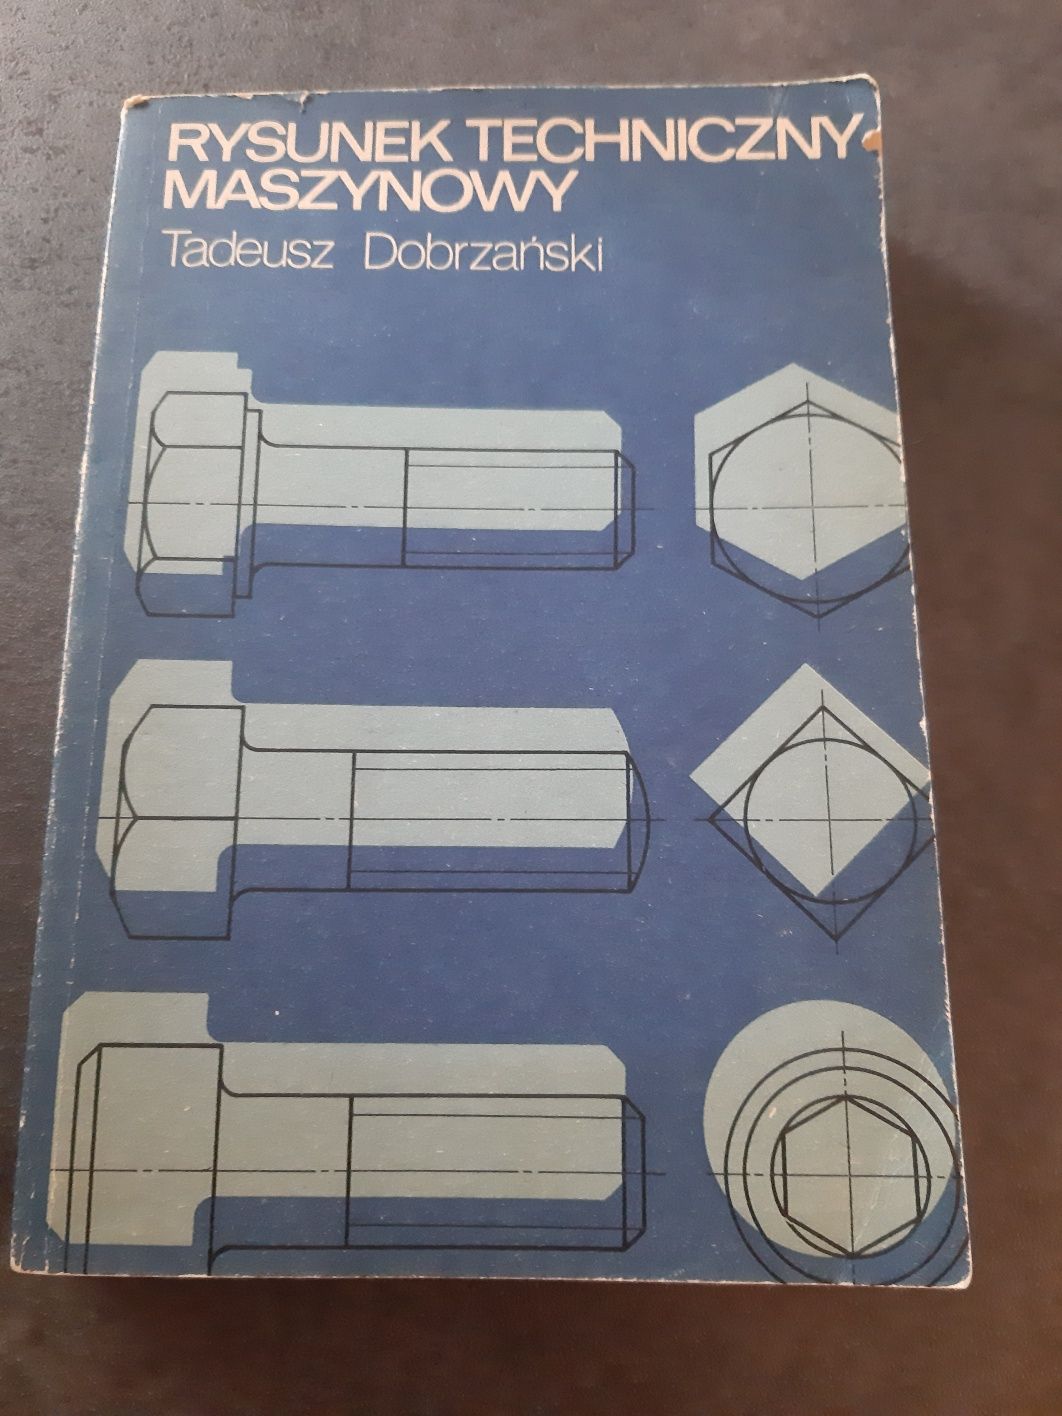 RYSUNEK TECHNICZNY
MASZYNOWY
Tadeusz Dobrzański